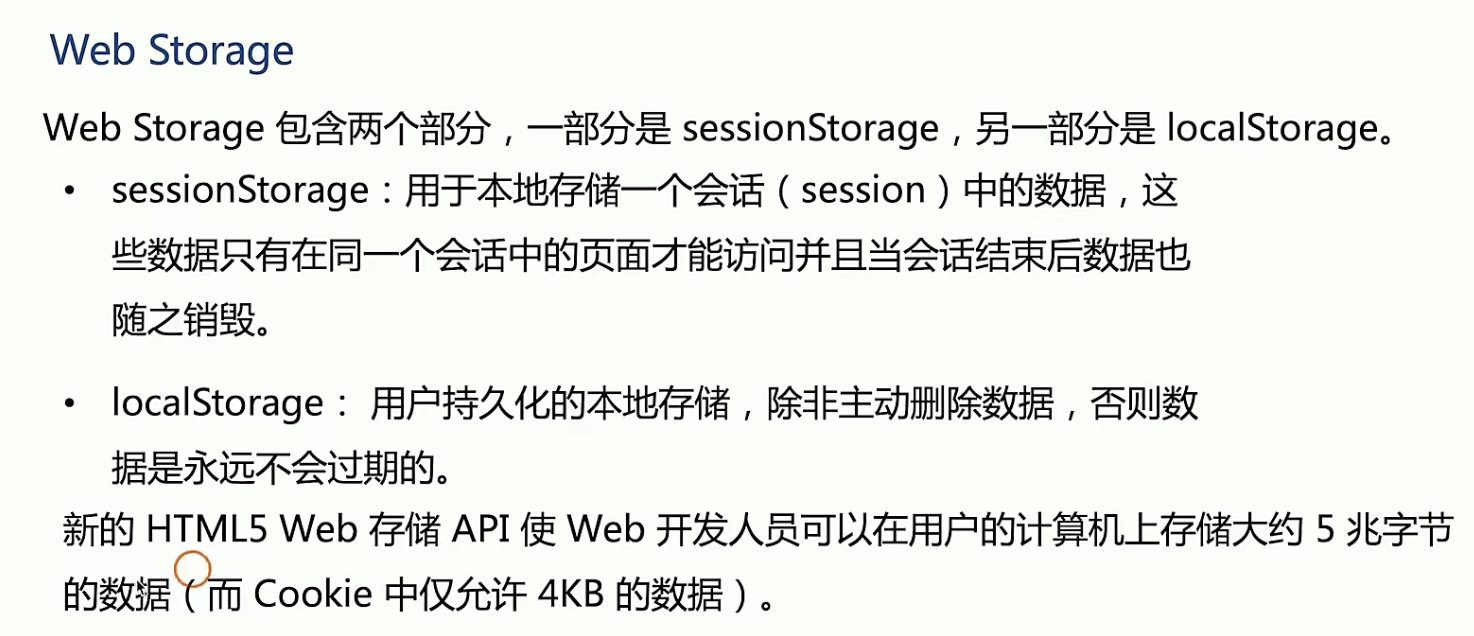 Web Storage
Web Storage 包含两个部分，一部分是 sessionStorage，另一部分是 localStorage。
• sessionStorage：用于本地存储一个会话（session）中的数据，这
些数据只有在同一个会话中的页面才能访问并且当会话结束后数据也
随之销毁。
• localStorage： 用户持久化的本地存储，除非主动删除数据，否则数
据是永远不会过期的。
新的 HTML5 Web 存储 API 使 Web 开发人员可以在用户的计算机上存储大约 5 兆字节
的数据（而 Cookie 中仅允许 4KB 的数据）。